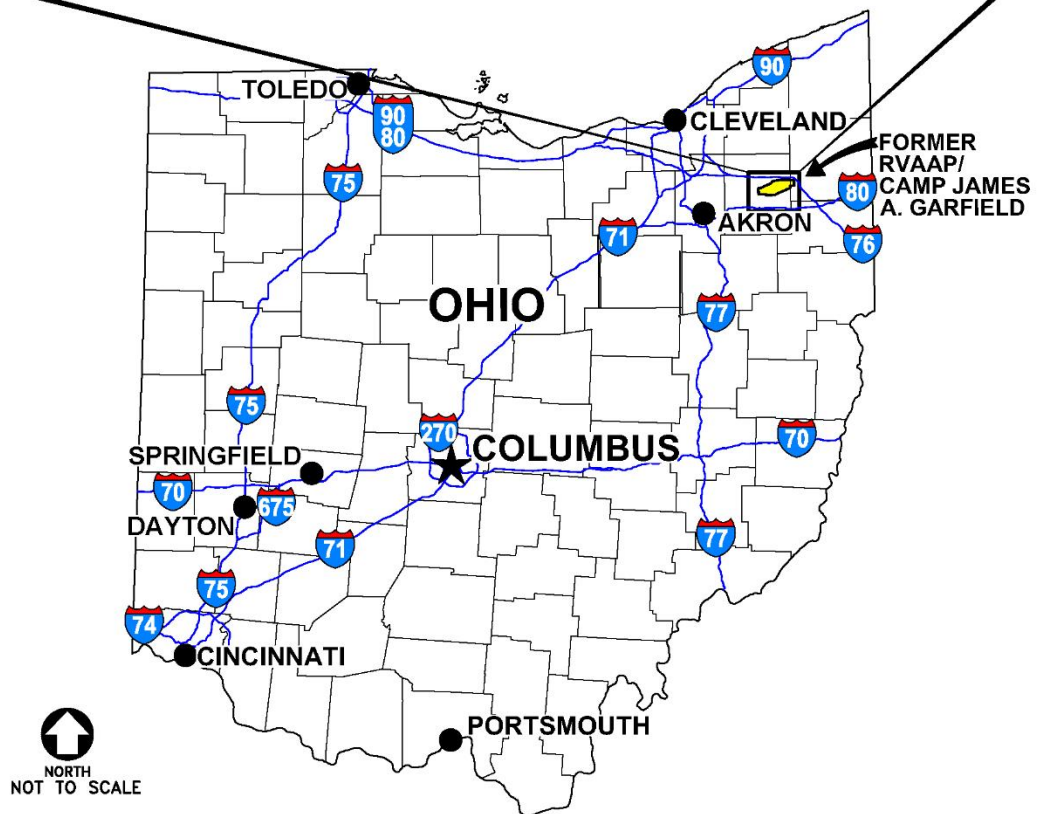 90
TOLEDO
90
80
CLEVELAND
FORMER
RVAAP/
CAMP JAMES
A. GARFIELD
75
80
AKRON
71
76
OHIO
77
75
270
COLUMBUS
70
SPRINGFIELD
70
675
DAYTON
71
77
75
74
CINCINNATI
PORTSMOUTH
NORTH
NOT TO SCALE